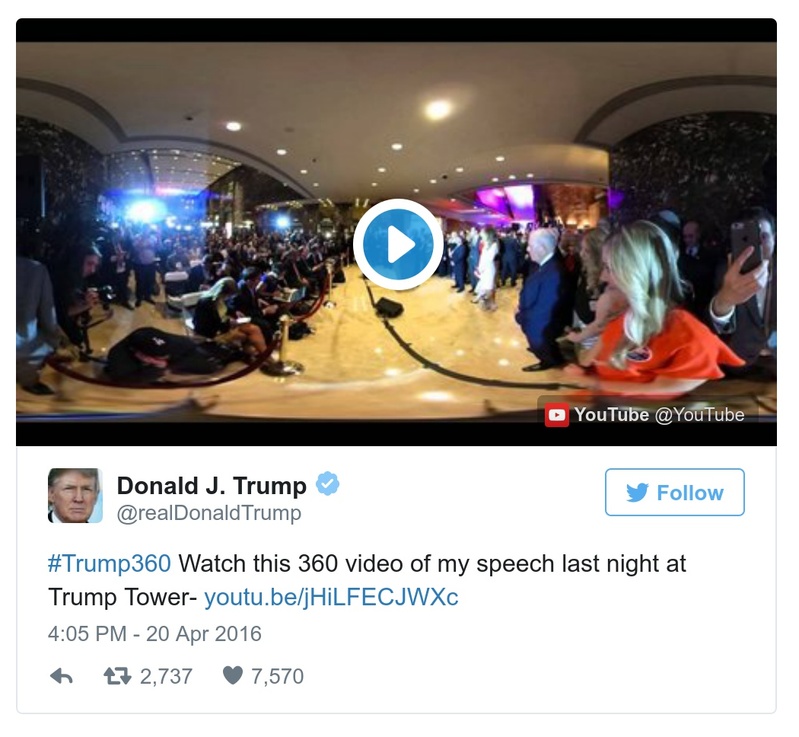 YouTube @YouTube
Donald J. Trump
Follow
@realDonaldTrump
#Trump360 Watch this 360 video of my speech last night at
Trump Tower- youtu.be/jHiLFECJWXc
4:05 PM - 20 Apr 2016
2,737 7,570